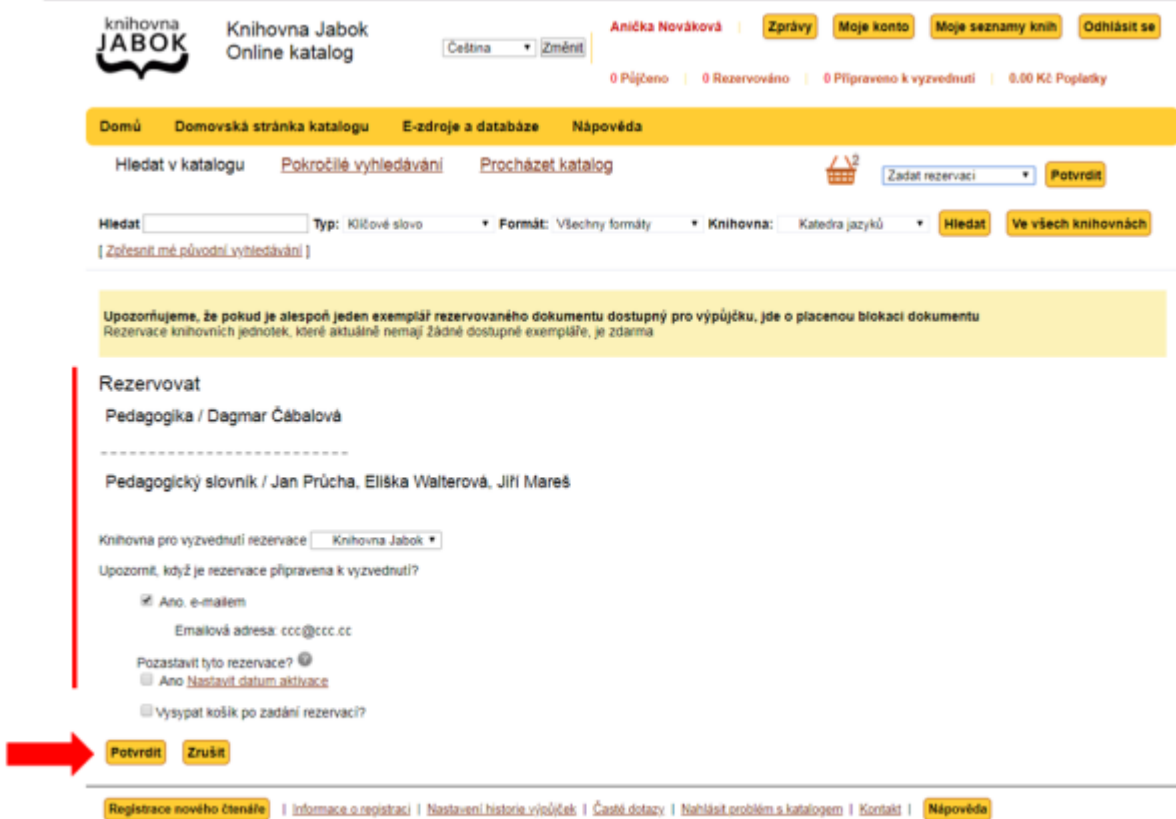 knihovna
JABOK
Knihovna Jabok
Online katalog
Čeština
Změnit
Anička Nováková
Zprávy
Moje konto
Moje seznamy knih
Odhlásit se
0 Půjčeno | 0 Rezervováno | 0 Připraveno k vyzvednutí | 0.00 Kč Poplatky
Domů Domovská stránka katalogu E-zdroje a databáze Nápověda
Hledat v katalogu Pokročilé vyhledávání Procházet katalog
2
Zadat rezervaci
Potvrdit
Hledat Typ: Klíčové slovo Formát: Všechny formáty Knihovna: Katedra jazyků Hledat Ve všech knihovnách
[ Zpřesnit mé původní vyhledávání ]
Upozorňujeme, že pokud je alespoň jeden exemplář rezervovaného dokumentu dostupný pro výpůjčku, jde o placenou blokaci dokumentu
Rezervace knihovních jednotek, které aktuálně nemají žádné dostupné exempláře, je zdarma
Rezervovat
Pedagogika / Dagmar Čábalová
--------------------------
Pedagogický slovník / Jan Průcha, Eliška Walterová, Jiří Mareš
Knihovna pro vyzvednutí rezervace Knihovna Jabok
Upozornit, když je rezervace připravena k vyzvednutí?
Ano. e-mailem
Emailová adresa: ccc@ccc.cc
Pozastavit tyto rezervace? ?
Ano Nastavit datum aktivace
Vysypat košík po zadání rezervací?
Potvrdit Zrušit
Registrace nového čtenáře | Informace o registraci | Nastavení historie výpůjček | Časté dotazy | Nahlásit problém s katalogem | Kontakt | Nápověda